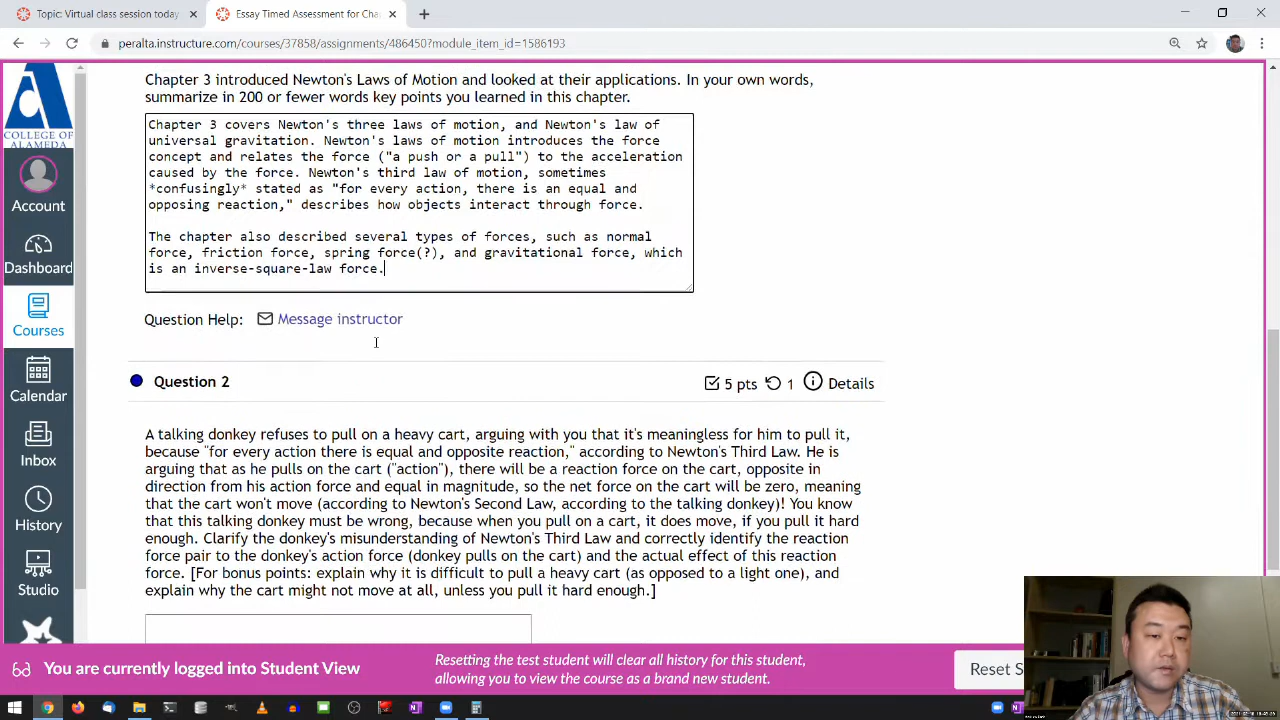 Topic: Virtual class session today
Essay Timed Assessment for Cha
peralta.instructure.com/courses/37858/assignments/486450?module_item_id=1586193
Chapter 3 introduced Newton's Laws of Motion and looked at their applications. In your own words,
summarize in 200 or fewer words key points you learned in this chapter.
Chapter 3 covers Newton's three laws of motion, and Newton's law of
universal gravitation. Newton's laws of motion introduces the force
concept and relates the force ("a push or a pull") to the acceleration
caused by the force. Newton's third law of motion, sometimes
*confusingly* stated as "for every action, there is an equal and
opposing reaction," describes how objects interact through force.
The chapter also described several types of forces, such as normal
force, friction force, spring force(?), and gravitational force, which
is an inverse-square-law force.
Question Help: Message instructor
Question 2
5 pts 1 Details
A talking donkey refuses to pull on a heavy cart, arguing with you that it's meaningless for him to pull it,
because "for every action there is equal and opposite reaction," according to Newton's Third Law. He is
arguing that as he pulls on the cart ("action"), there will be a reaction force on the cart, opposite in
direction from his action force and equal in magnitude, so the net force on the cart will be zero, meaning
that the cart won't move (according to Newton's Second Law, according to the talking donkey)! You know
that this talking donkey must be wrong, because when you pull on a cart, it does move, if you pull it hard
enough. Clarify the donkey's misunderstanding of Newton's Third Law and correctly identify the reaction
force pair to the donkey's action force (donkey pulls on the cart) and the actual effect of this reaction
force. [For bonus points: explain why it is difficult to pull a heavy cart (as opposed to a light one), and
explain why the cart might not move at all, unless you pull it hard enough.]
COLLEGE OF
ALAMEDA
Account
Dashboard
Courses
Calendar
Inbox
History
Studio
You are currently logged into Student View
Resetting the test student will clear all history for this student,
allowing you to view the course as a brand new student.
Reset S